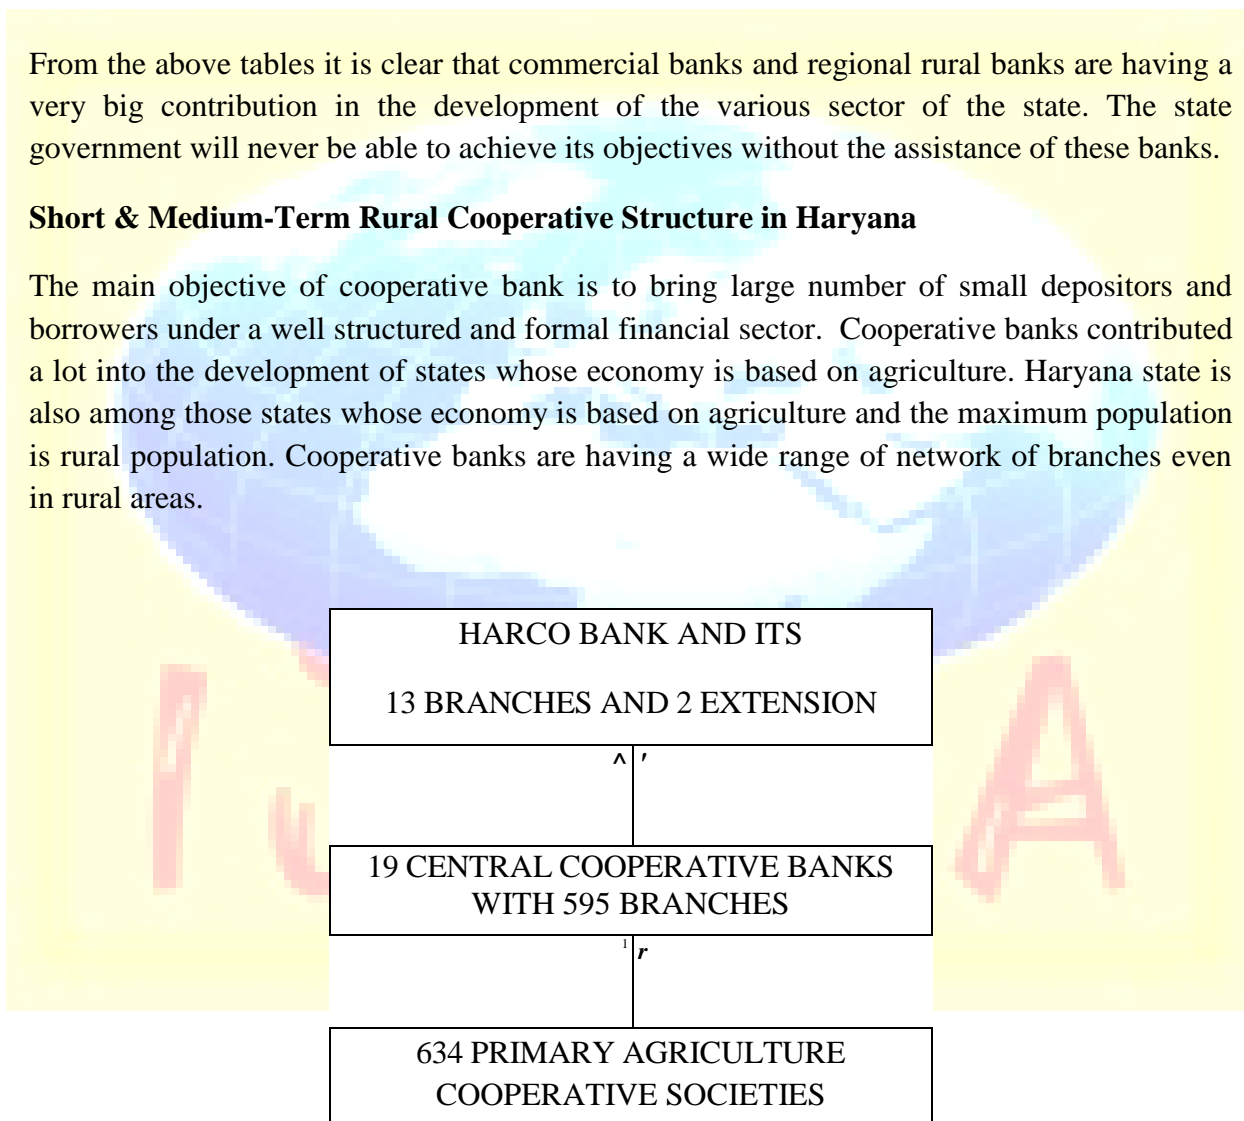 From the above tables it is clear that commercial banks and regional rural banks are having a
very big contribution in the development of the various sector of the state. The state
government will never be able to achieve its objectives without the assistance of these banks.
Short & Medium-Term Rural Cooperative Structure in Haryana
The main objective of cooperative bank is to bring large number of small depositors and
borrowers under a well structured and formal financial sector. Cooperative banks contributed
a lot into the development of states whose economy is based on agriculture. Haryana state is
also among those states whose economy is based on agriculture and the maximum population
is rural population. Cooperative banks are having a wide range of network of branches even
in rural areas.
HARCO BANK AND ITS
13 BRANCHES AND 2 EXTENSION
^ '
19 CENTRAL COOPERATIVE BANKS
WITH 595 BRANCHES
1 r
634 PRIMARY AGRICULTURE
COOPERATIVE SOCIETIES